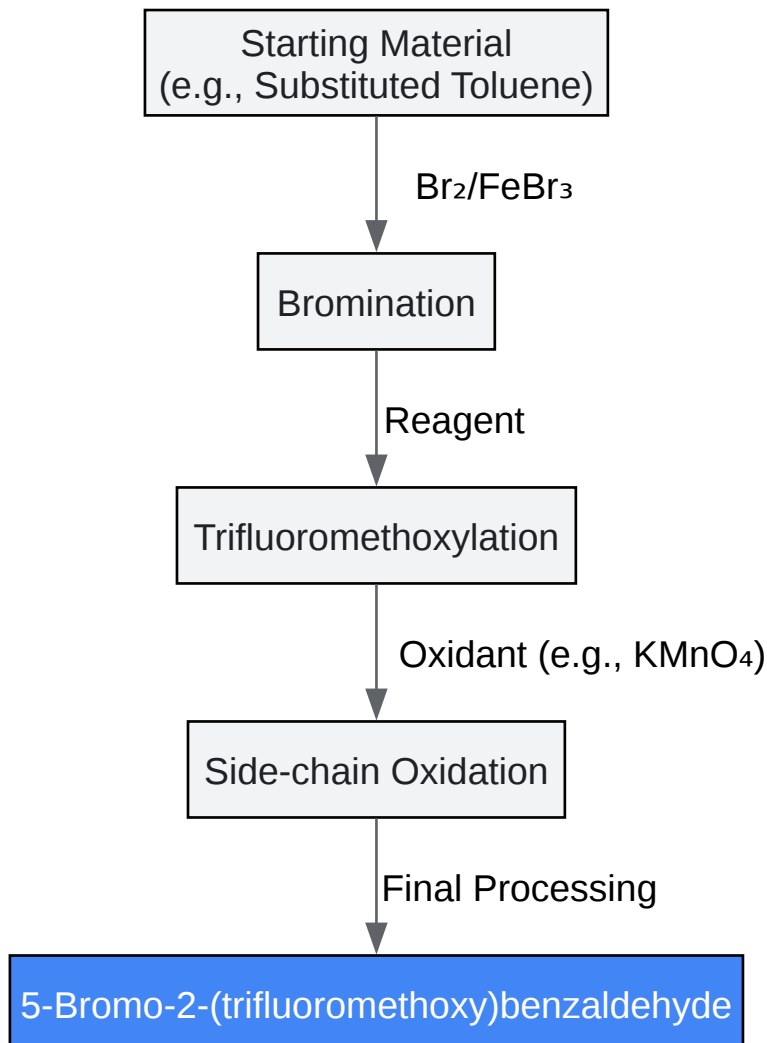 Starting Material
(e.g., Substituted Toluene)
Br₂/FeBr₃
Bromination
Reagent
Trifluoromethoxylation
Oxidant (e.g., KMnO₄)
Side-chain Oxidation
Final Processing
5-Bromo-2-(trifluoromethoxy)benzaldehyde